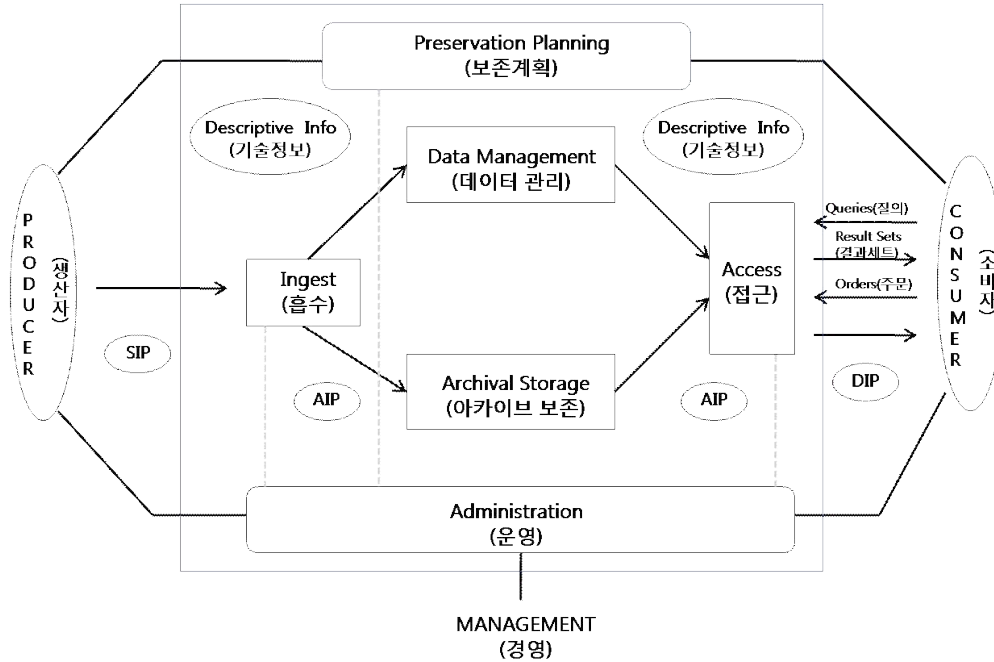 Preservation Planning
(보존계획)
Descriptive Info
(기술정보)
Descriptive Info
(기술정보)
Data Management
(데이터 관리)
PRODUCER
(생산자)
Queries(질의)
Result Sets
(결과세트)
Orders(주문)
CONSUMER
(소비자)
Ingest
(흡수)
Access
(접근)
SIP
AIP
Archival Storage
(아카이브 보존)
AIP
DIP
Administration
(운영)
MANAGEMENT
(경영)